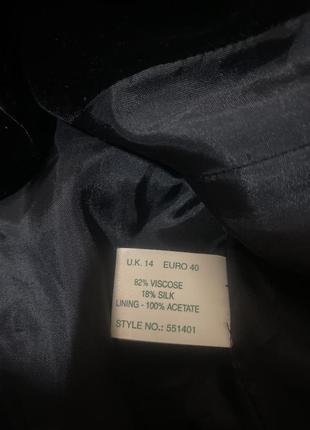 U.K. 14 EURO 40
82% VISCOSE
18% SILK
LINING - 100% ACETATE
STYLE NO.: 551401